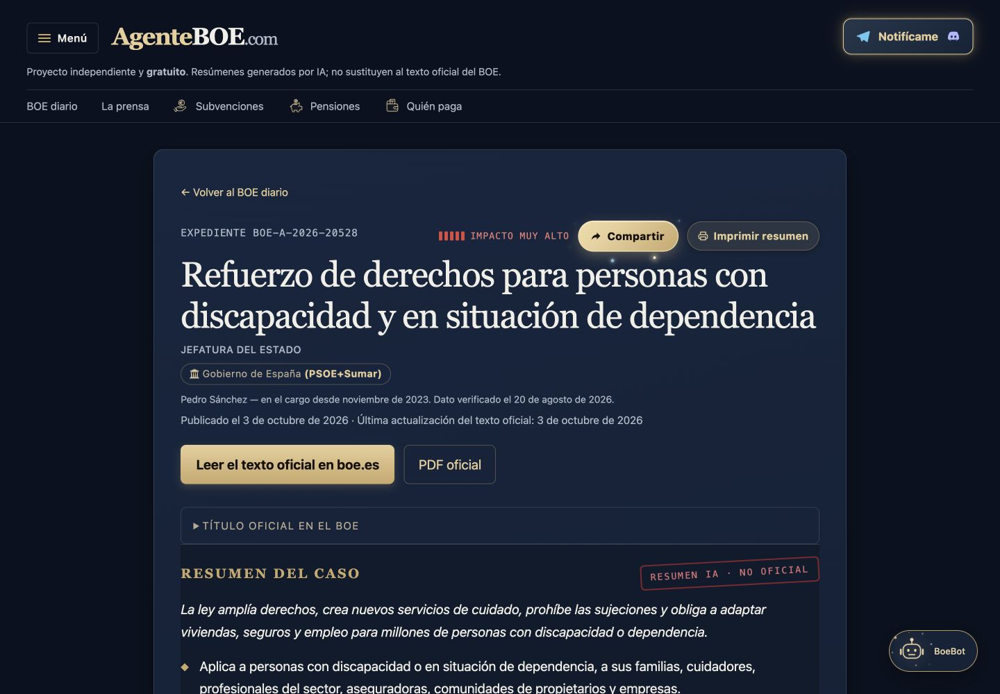 Menú
AgenteBOE.com
Notifícame
Proyecto independiente y gratuito. Resúmenes generados por IA; no sustituyen al texto oficial del BOE.
BOE diario
La prensa
Subvenciones
Pensiones
Quién paga
← Volver al BOE diario
EXPEDIENTE BOE-A-2026-20528
IMPACTO MUY ALTO
Compartir
Imprimir resumen
Refuerzo de derechos para personas con
discapacidad y en situación de dependencia
JEFATURA DEL ESTADO
Gobierno de España (PSOE+Sumar)
Pedro Sánchez — en el cargo desde noviembre de 2023. Dato verificado el 20 de agosto de 2026.
Publicado el 3 de octubre de 2026 · Última actualización del texto oficial: 3 de octubre de 2026
Leer el texto oficial en boe.es
PDF oficial
▶ TÍTULO OFICIAL EN EL BOE
RESUMEN DEL CASO
RESUMEN IA · NO OFICIAL
La ley amplía derechos, crea nuevos servicios de cuidado, prohíbe las sujeciones y obliga a adaptar
viviendas, seguros y empleo para millones de personas con discapacidad o dependencia.
◆ Aplica a personas con discapacidad o en situación de dependencia, a sus familias, cuidadores,
profesionales del sector, aseguradoras, comunidades de propietarios y empresas.
BoeBot